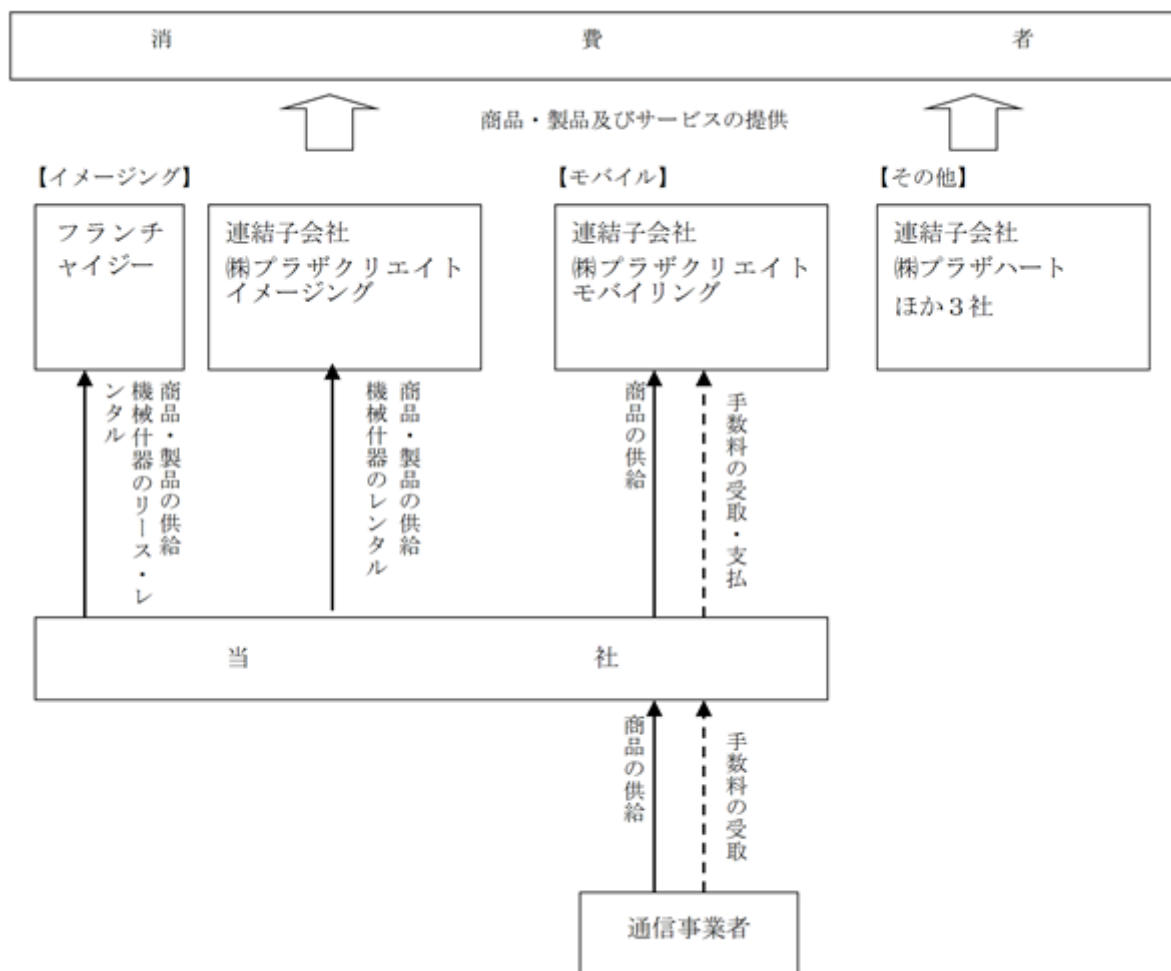 消費者
商品・製品及びサービスの提供
【イメージング】
【モバイル】
【その他】
フランチ
ャイジー
連結子会社
㈱プラザクリエイト
イメージング
連結子会社
㈱プラザクリエイト
モバイリング
連結子会社
㈱プラザハート
ほか３社
商品・製品の供給
機械什器のリース・レ
ンタル
商品・製品の供給
機械什器のレンタル
商品の供給
手数料の受取・支払
当社
商品の供給
手数料の受取
通信事業者